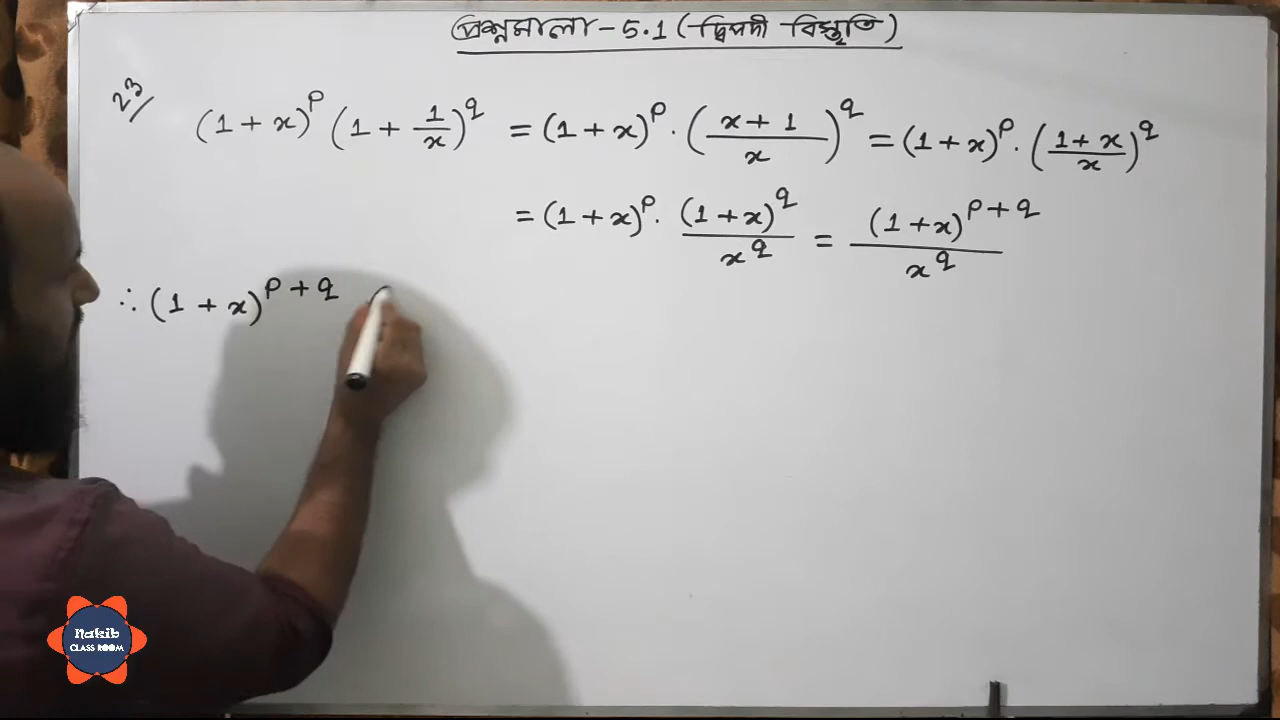 প্রশ্নমালা - 5.1 (দ্বিপদী বিস্তৃতি)
23/ (1 + x)^p (1 + 1/x)^q = (1 + x)^p · ((x + 1)/x)^q = (1 + x)^p · ((1 + x)/x)^q
= (1 + x)^p · (1 + x)^q/x^q = (1 + x)^(p + q)/x^q
∴ (1 + x)^(p + q)
Nakib
CLASS ROOM